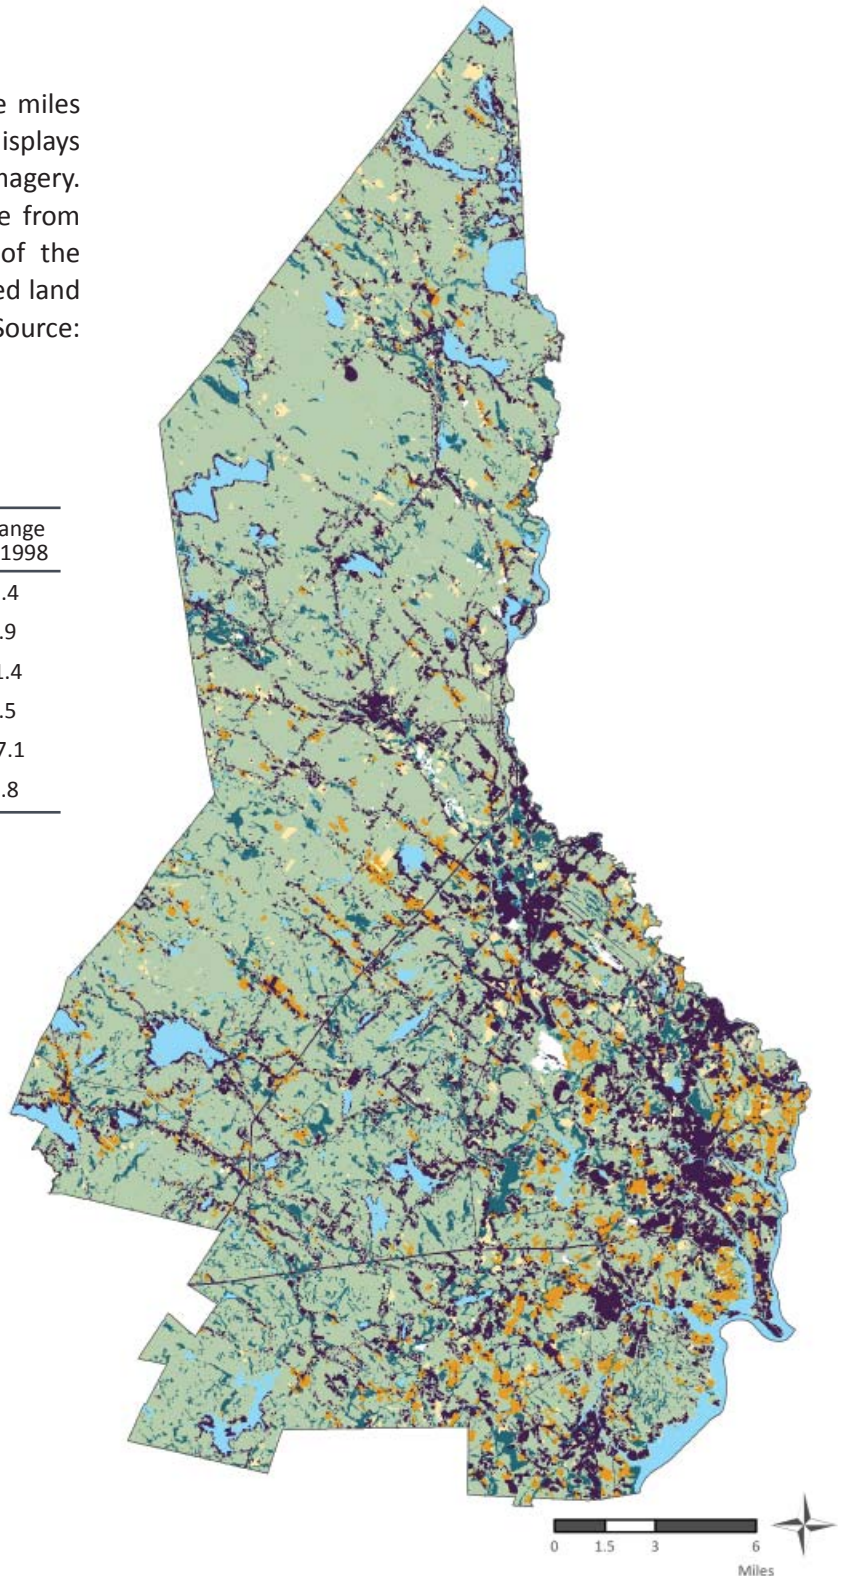 e miles
isplays
magery.
e from
of the
ed land
Source:
ange
1998
.4
.9
1.4
.5
7.1
.8
0 1.5 3 6
Miles